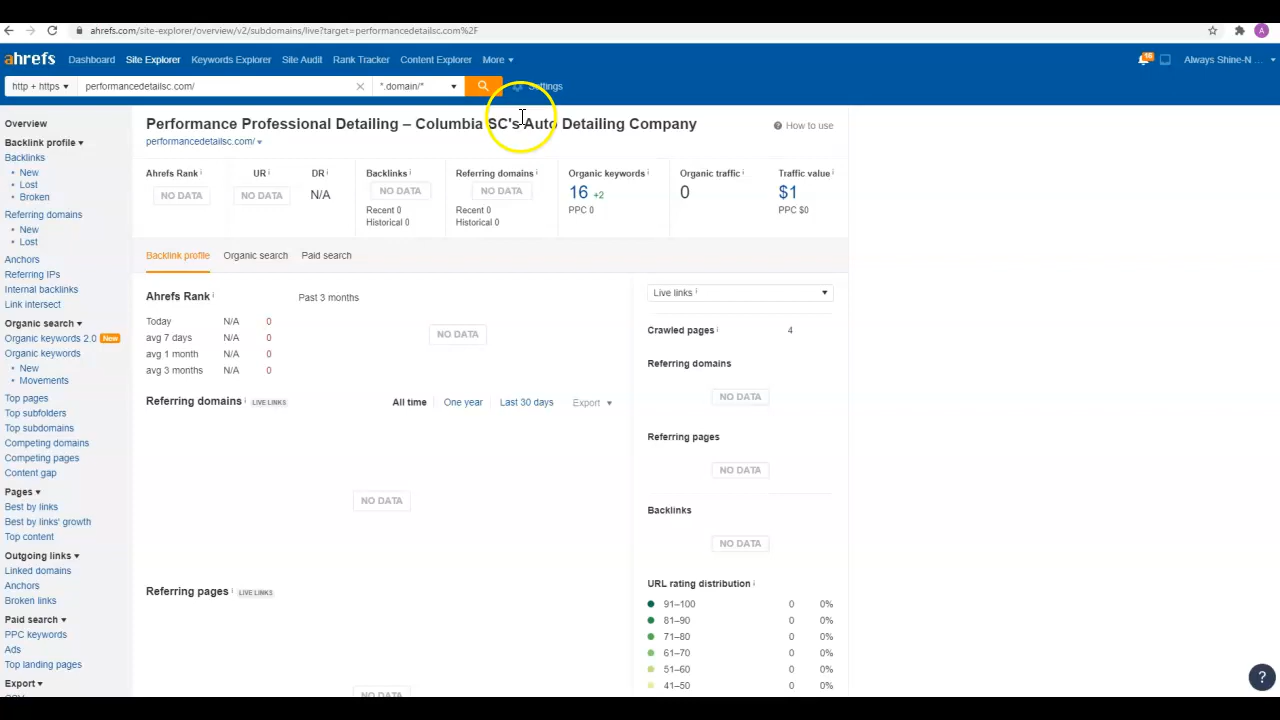 ahrefs.com/site-explorer/overview/v2/subdomains/live?target=performancedetailsc.com%2F
A
ahrefs Dashboard Site Explorer Keywords Explorer Site Audit Rank Tracker Content Explorer More Always Shine-N ...
http + https performancedetailsc.com/ *.domain/* Settings
Overview
Backlink profile
Backlinks
New
Lost
Broken
Referring domains
New
Lost
Anchors
Referring IPs
Internal backlinks
Link intersect
Organic search
Organic keywords 2.0 New
Organic keywords
New
Movements
Top pages
Top subfolders
Top subdomains
Competing domains
Competing pages
Content gap
Pages
Best by links
Best by links' growth
Top content
Outgoing links
Linked domains
Anchors
Broken links
Paid search
PPC keywords
Ads
Top landing pages
Export
Performance Professional Detailing – Columbia SC's Auto Detailing Company
How to use
performancedetailsc.com/
Ahrefs Rank i UR i DR i Backlinks i Referring domains i Organic keywords i Organic traffic i Traffic value i
NO DATA NO DATA N/A NO DATA NO DATA 16 +2 0 $1
Recent 0 Recent 0 PPC 0 PPC $0
Historical 0 Historical 0
Backlink profile Organic search Paid search
Ahrefs Rank i Past 3 months
Today N/A 0
avg 7 days N/A 0
avg 1 month N/A 0
avg 3 months N/A 0
NO DATA
Referring domains i LIVE LINKS All time One year Last 30 days Export
NO DATA
Referring pages i LIVE LINKS
NO DATA
Live links i
Crawled pages i 4
Referring domains
NO DATA
Referring pages
NO DATA
Backlinks
NO DATA
URL rating distribution i
91–100 0 0%
81–90 0 0%
71–80 0 0%
61–70 0 0%
51–60 0 0%
41–50 0 0%
?